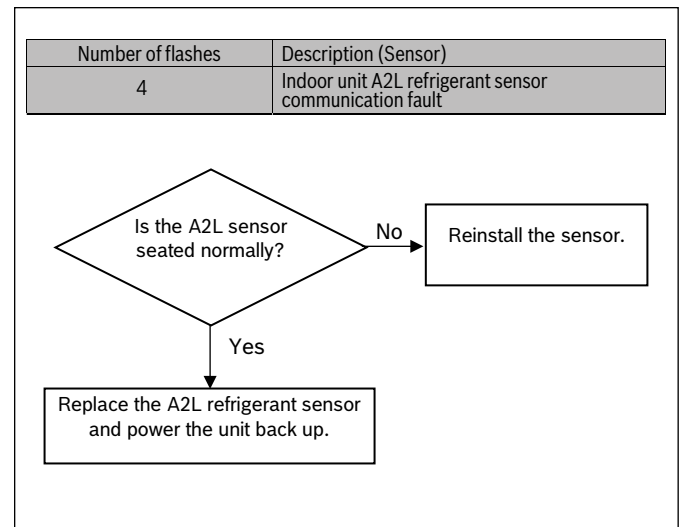 Number of flashes
Description (Sensor)
4
Indoor unit A2L refrigerant sensor
communication fault
Is the A2L sensor
seated normally?
No
Reinstall the sensor.
Yes
Replace the A2L refrigerant sensor
and power the unit back up.